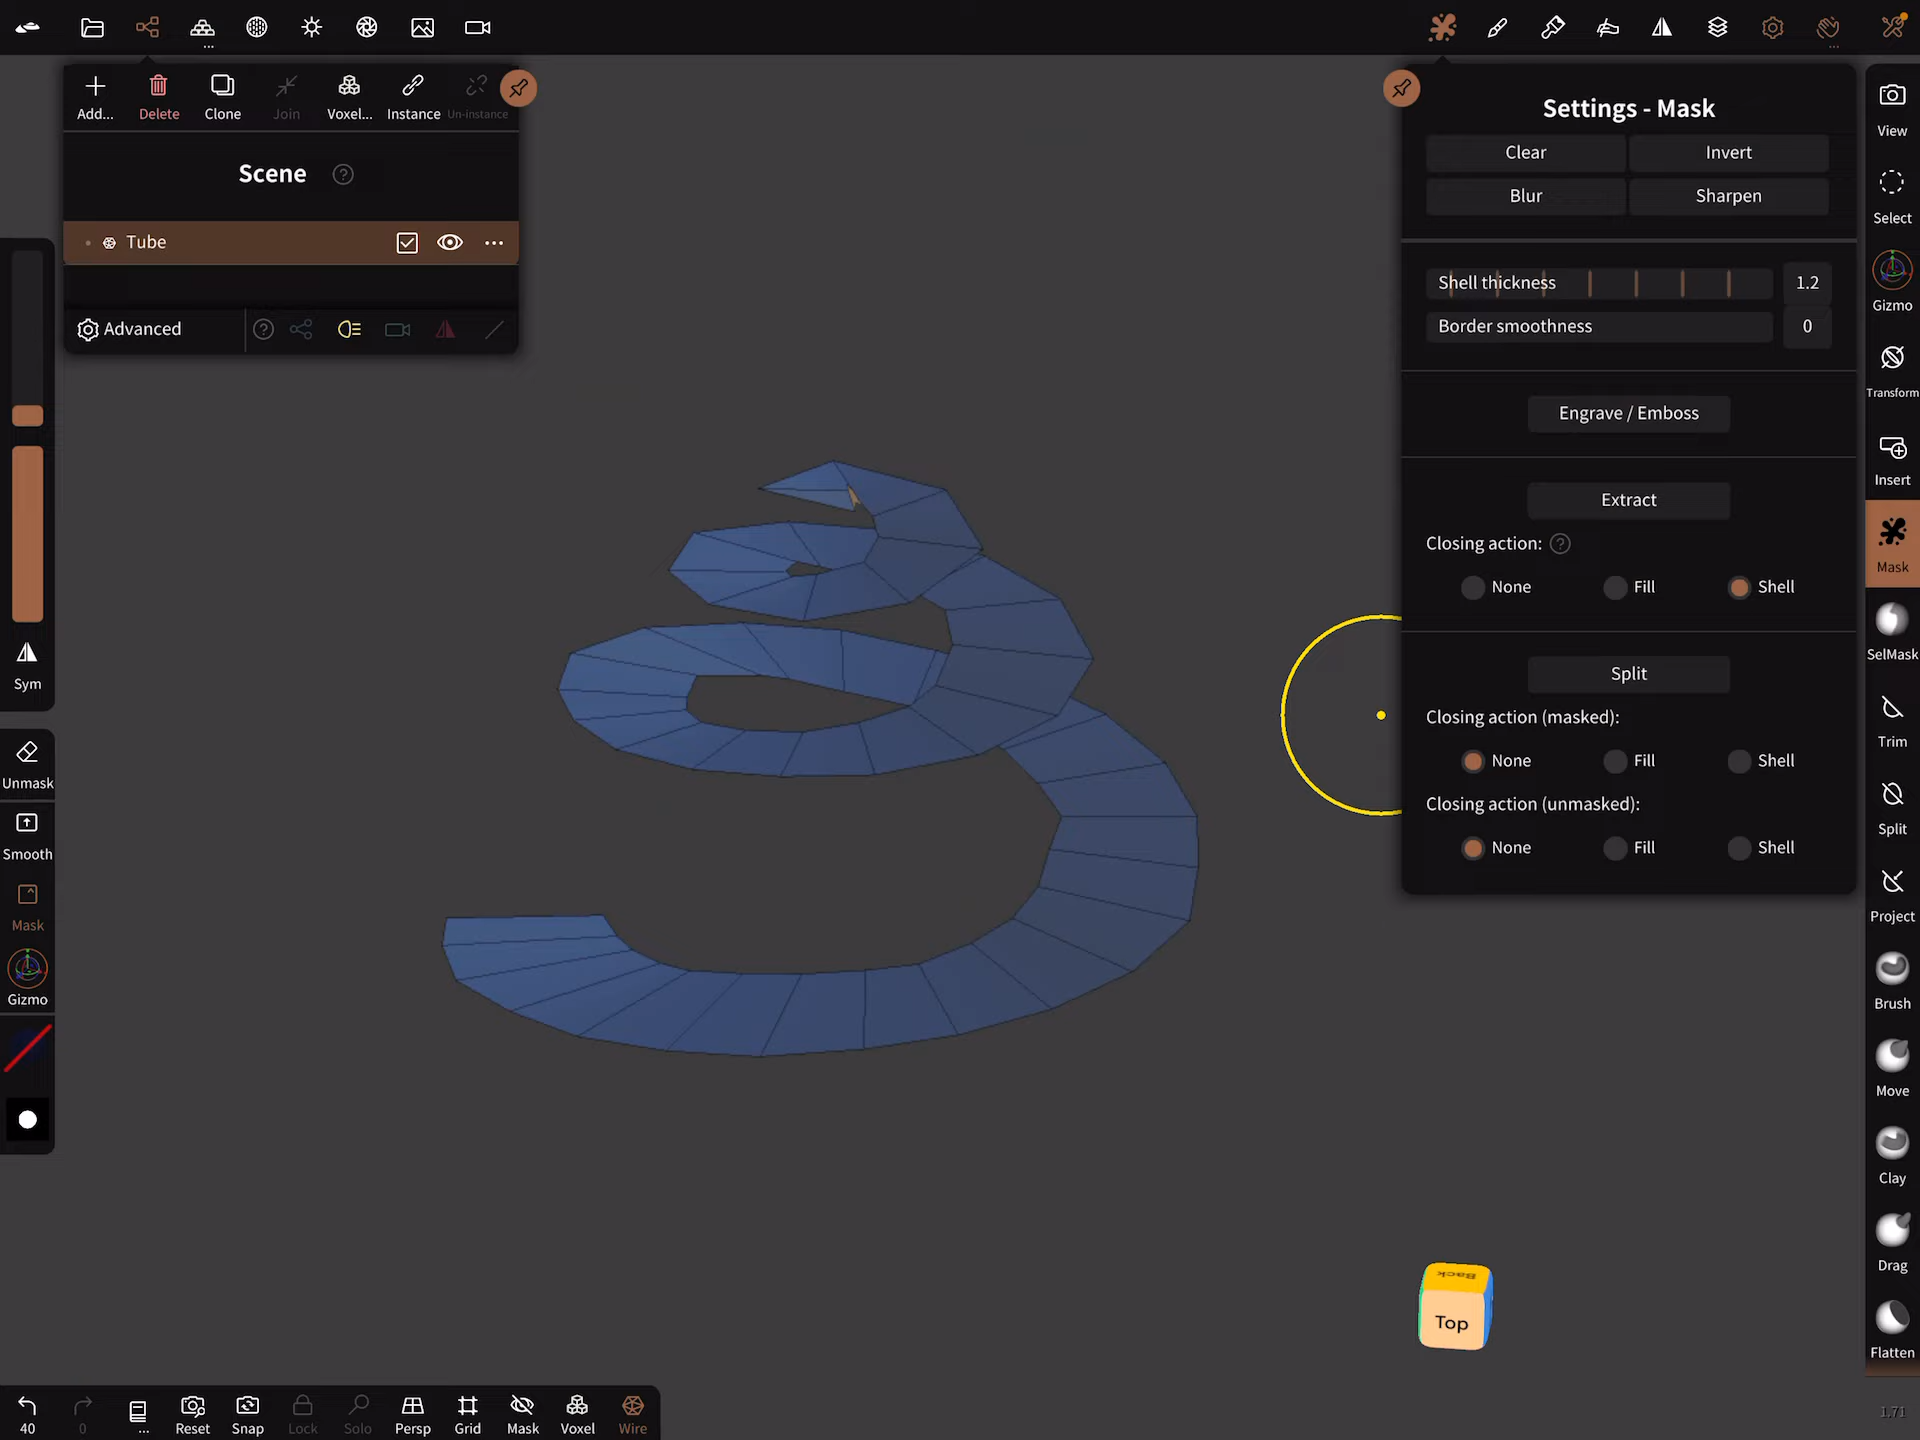 Add...
Delete
Clone
Join
Voxel...
Instance
Un-instance
Scene ?
Tube
Advanced
Sym
Unmask
Smooth
Mask
Gizmo
Settings - Mask
Clear
Invert
Blur
Sharpen
Shell thickness
1.2
Border smoothness
0
Engrave / Emboss
Extract
Closing action: ?
None
Fill
Shell
Split
Closing action (masked):
None
Fill
Shell
Closing action (unmasked):
None
Fill
Shell
View
Select
Gizmo
Transform
Insert
Mask
SelMask
Trim
Split
Project
Brush
Move
Clay
Drag
Flatten
Back
Top
40
0
...
Reset
Snap
Lock
Solo
Persp
Grid
Mask
Voxel
Wire
1.71